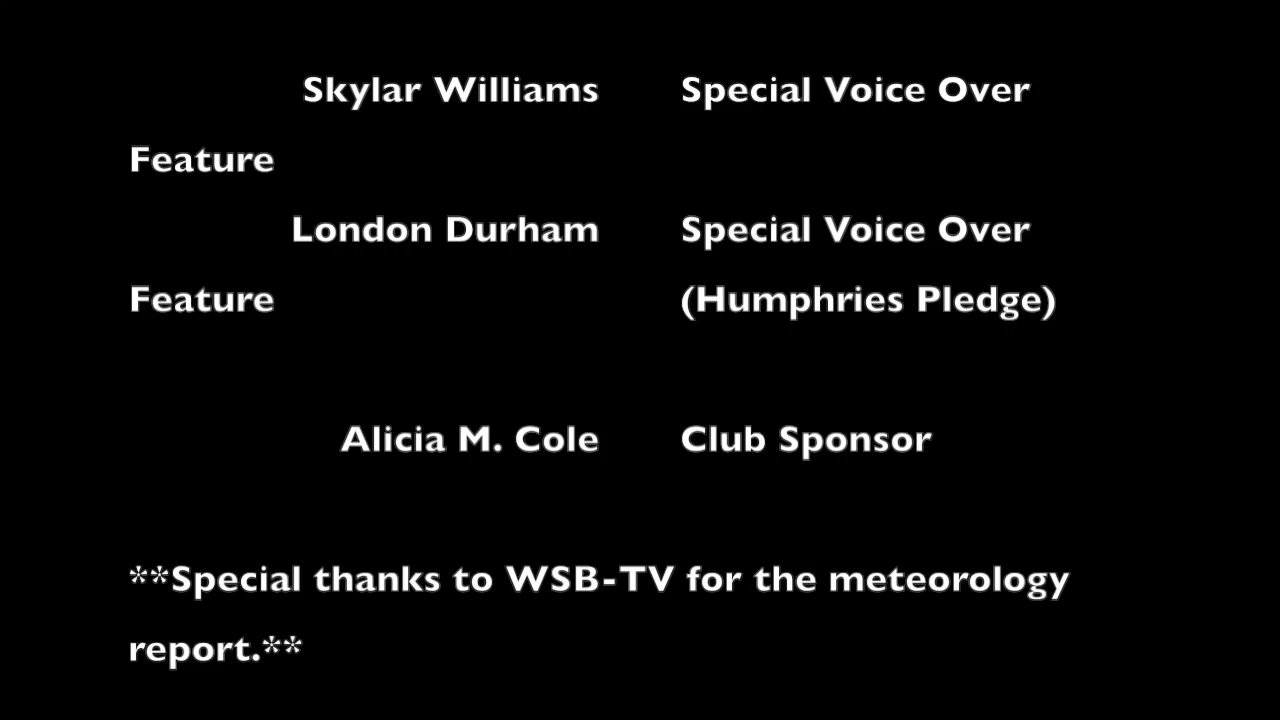 Skylar Williams Special Voice Over
Feature
London Durham Special Voice Over
Feature (Humphries Pledge)
Alicia M. Cole Club Sponsor
**Special thanks to WSB-TV for the meteorology
report.**